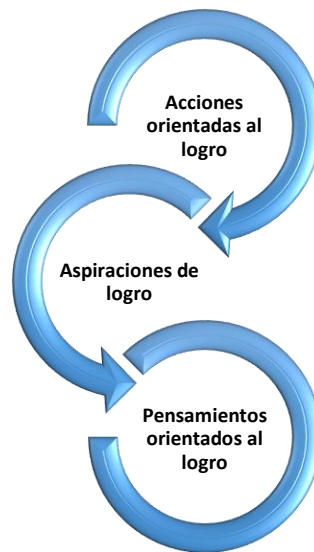 Acciones
orientadas al
logro
Aspiraciones de
logro
Pensamientos
orientados al
logro